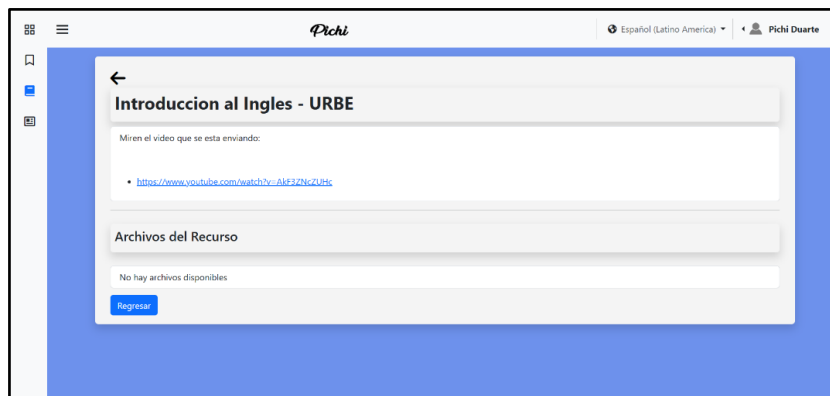 Pichi
Español (Latino America)
Pichi Duarte
Introduccion al Ingles - URBE
Miren el video que se esta enviando:
https://www.youtube.com/watch?v=AkF3ZNcZUHc
Archivos del Recurso
No hay archivos disponibles
Regresar